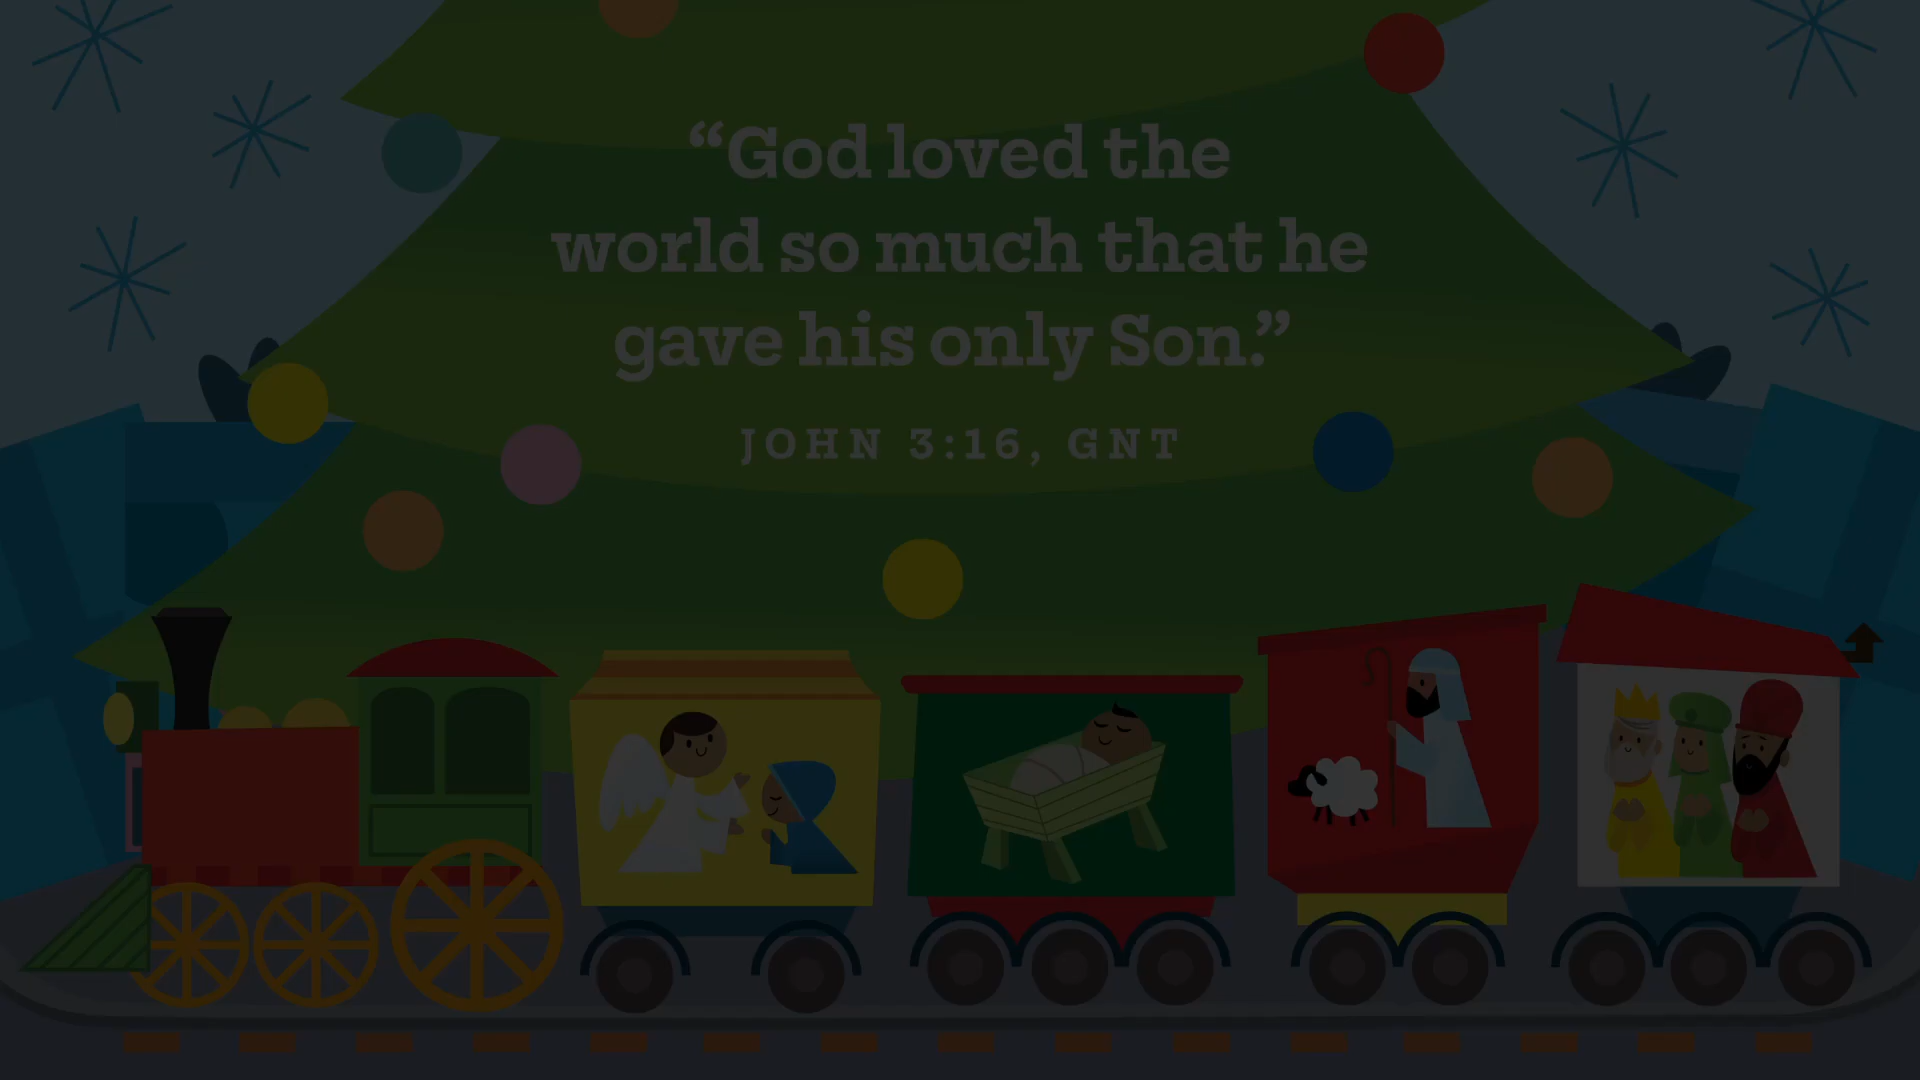 “God loved the
world so much that he
gave his only Son.”
JOHN 3:16, GNT